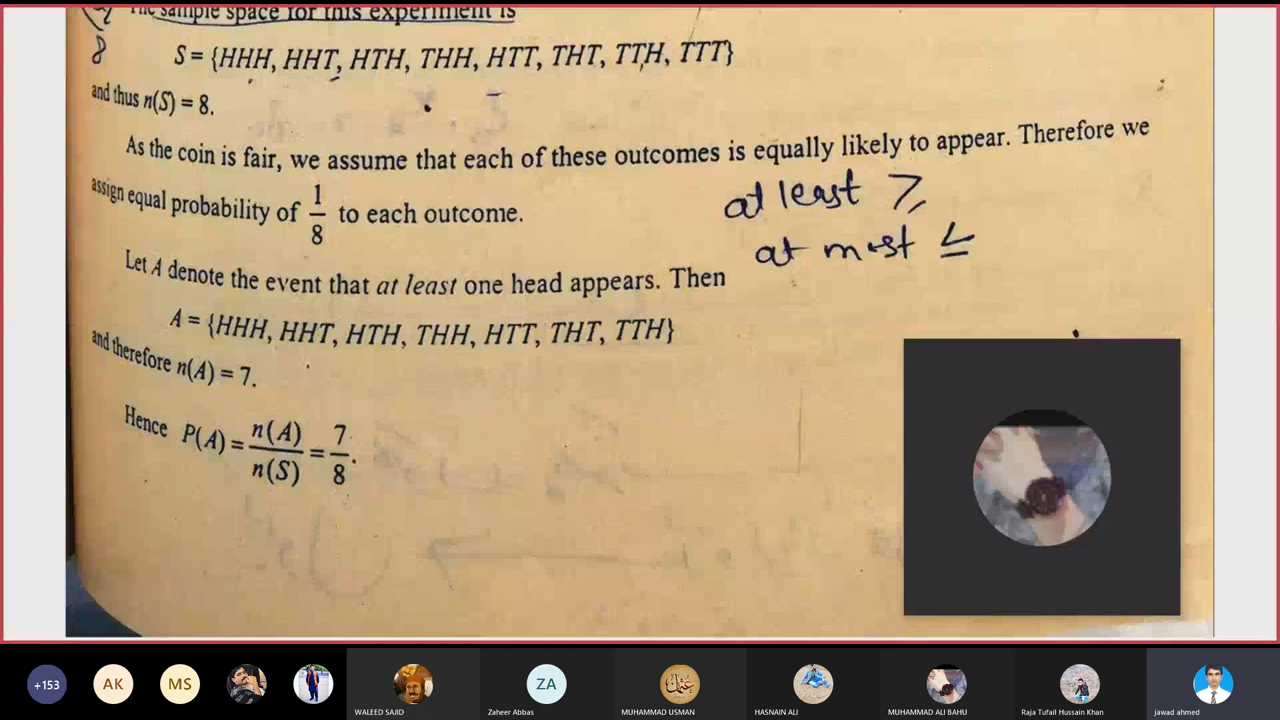 The sample space for this experiment is
8
S = {HHH, HHT, HTH, THH, HTT, THT, TTH, TTT}
and thus n(S) = 8.
As the coin is fair, we assume that each of these outcomes is equally likely to appear. Therefore we
assign equal probability of 1/8 to each outcome.
at least ≥
at most ≤
Let A denote the event that at least one head appears. Then
A = {HHH, HHT, HTH, THH, HTT, THT, TTH}
and therefore n(A) = 7.
Hence P(A) = n(A)/n(S) = 7/8.
+153
AK
MS
WALEED SAJID
ZA
Zaheer Abbas
MUHAMMAD USMAN
HASNAIN ALI
MUHAMMAD ALI BAHU
Raja Tufail Hussain Khan
jawad ahmed